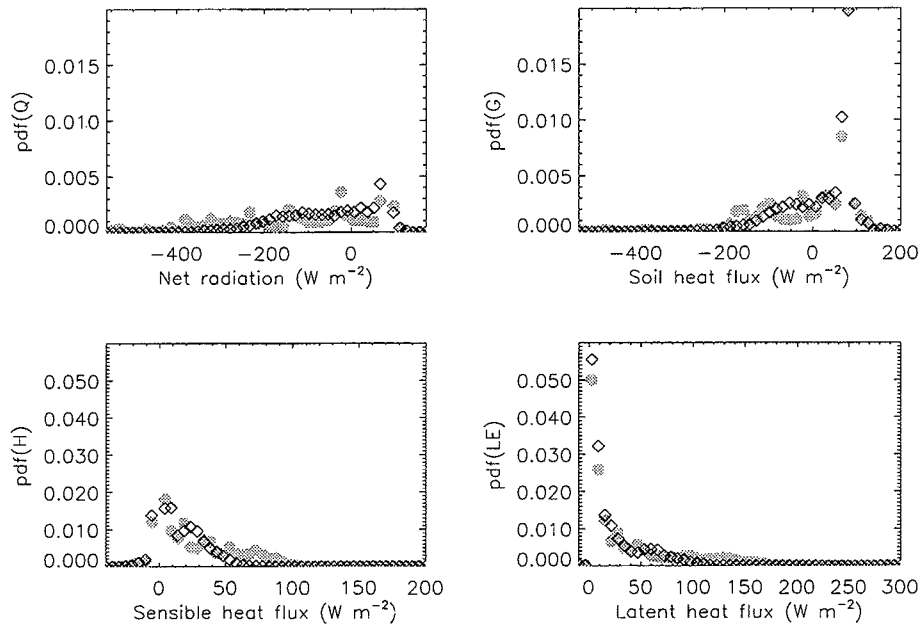 0.015
0.010
0.005
0.000
pdf(Q)
−400 −200 0
Net radiation (W m−2)
0.015
0.010
0.005
0.000
pdf(G)
−400 −200 0 200
Soil heat flux (W m−2)
0.050
0.040
0.030
0.020
0.010
0.000
pdf(H)
0 50 100 150 200
Sensible heat flux (W m−2)
0.050
0.040
0.030
0.020
0.010
0.000
pdf(LE)
0 50 100 150 200 250 300
Latent heat flux (W m−2)